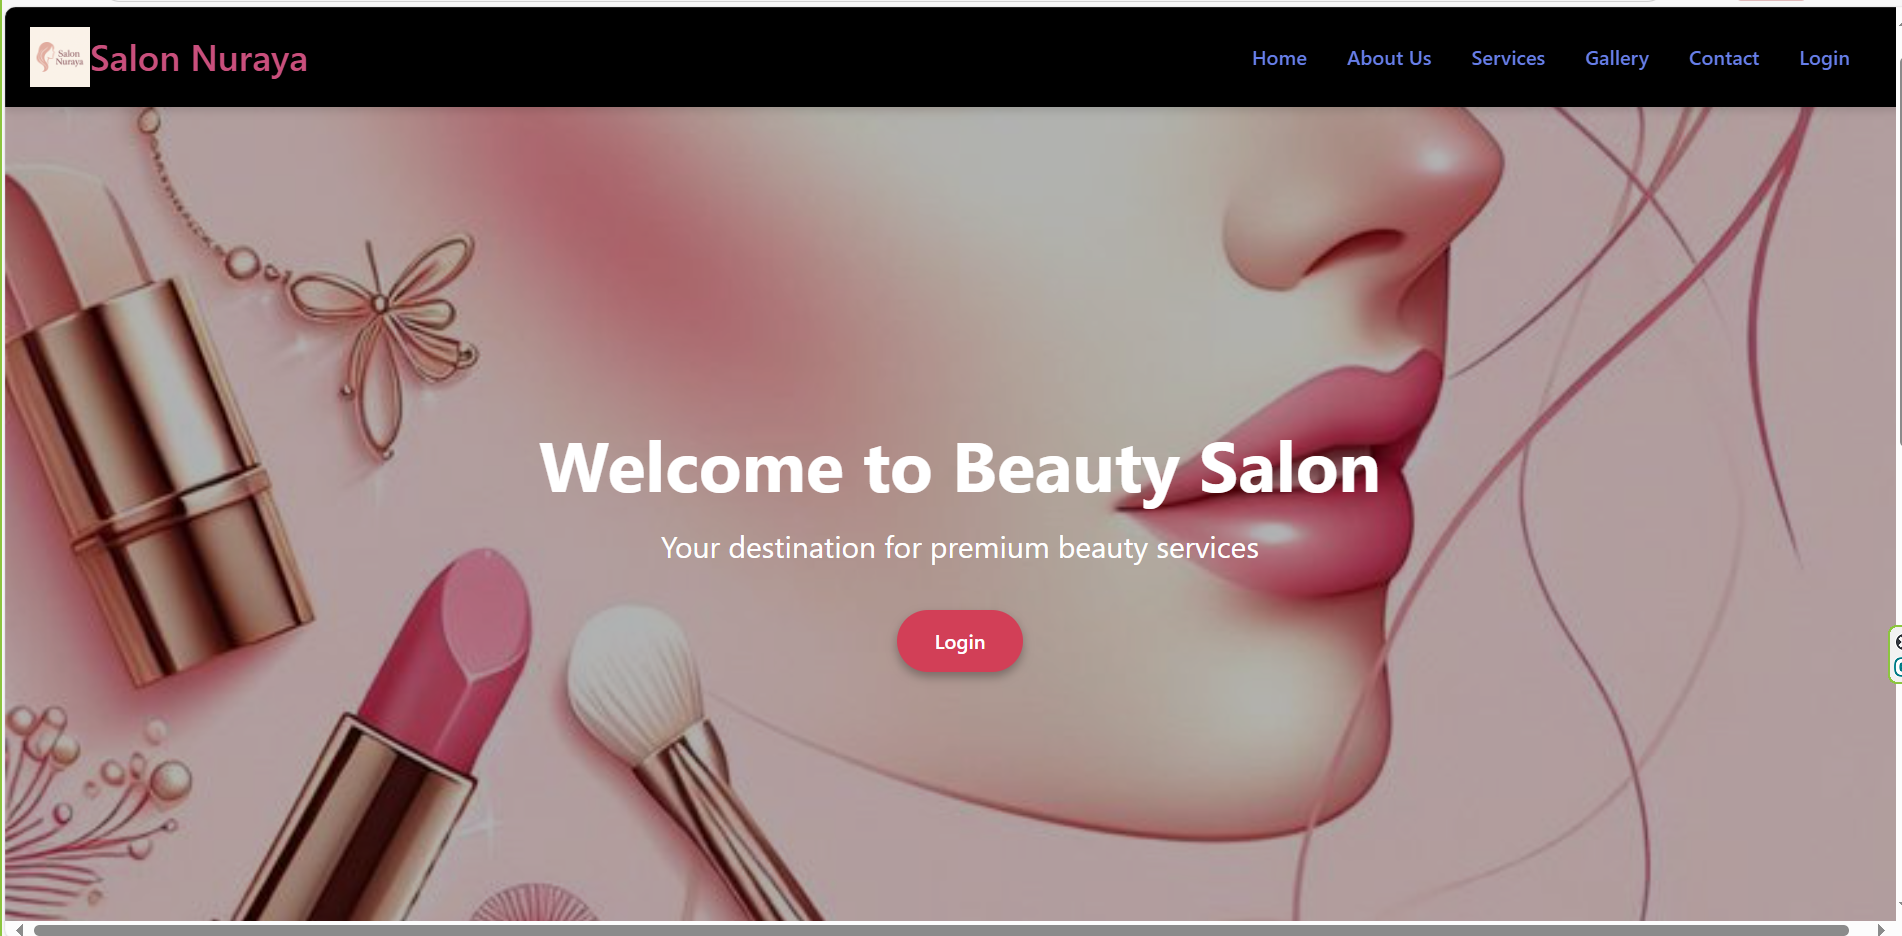 Salon
Nuraya
Salon Nuraya
Home About Us Services Gallery Contact Login
Welcome to Beauty Salon
Your destination for premium beauty services
Login